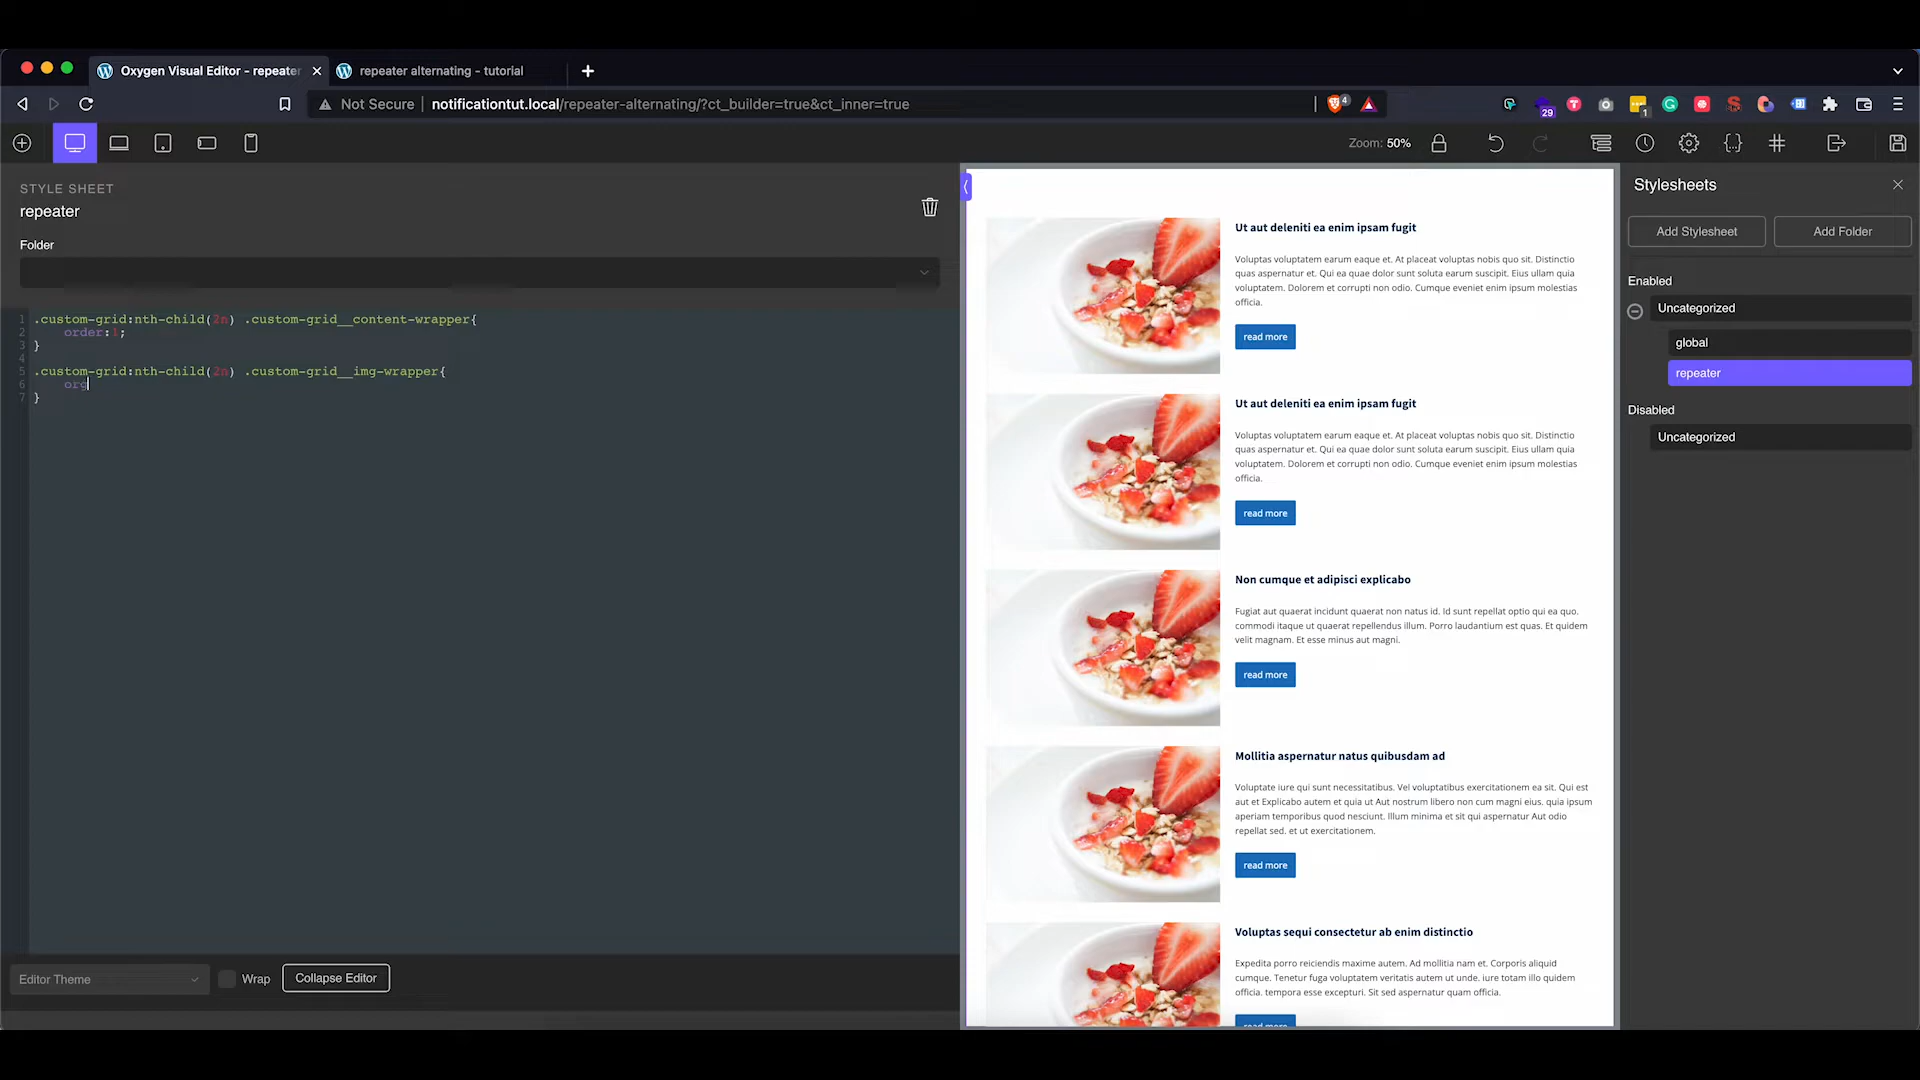 Oxygen Visual Editor - repeater
repeater alternating - tutorial
Not Secure
notificationtut.local/repeater-alternating/?ct_builder=true&ct_inner=true
4
29
1
Zoom: 50%
STYLE SHEET
repeater
Folder
1 .custom-grid:nth-child(2n) .custom-grid__content-wrapper{
2 order:1;
3 }
4
5 .custom-grid:nth-child(2n) .custom-grid__img-wrapper{
6 org
7 }
Editor Theme
Wrap
Collapse Editor
Ut aut deleniti ea enim ipsam fugit
Voluptas voluptatem earum eaque et. At placeat voluptas nobis quo sit. Distinctio
quas aspernatur et. Qui ea quae dolor sunt soluta earum suscipit. Eius ullam quia
voluptatem. Dolorem et corrupti non odio. Cumque eveniet enim ipsum molestias
officia.
read more
Ut aut deleniti ea enim ipsam fugit
Voluptas voluptatem earum eaque et. At placeat voluptas nobis quo sit. Distinctio
quas aspernatur et. Qui ea quae dolor sunt soluta earum suscipit. Eius ullam quia
voluptatem. Dolorem et corrupti non odio. Cumque eveniet enim ipsum molestias
officia.
read more
Non cumque et adipisci explicabo
Fugiat aut quaerat incidunt quaerat non natus id. Id sunt repellat optio qui ea quo.
commodi itaque ut quaerat repellendus illum. Porro laudantium est quas. Et quidem
velit magnam. Et esse minus aut magni.
read more
Mollitia aspernatur natus quibusdam ad
Voluptate iure qui sunt necessitatibus. Vel voluptatibus exercitationem ea sit. Qui est
aut et Explicabo autem et quia ut Aut nostrum libero non cum magni eius. quia ipsum
aperiam temporibus quod nesciunt. Illum minima et sit qui aspernatur Aut odio
repellat sed. et ut exercitationem.
read more
Voluptas sequi consectetur ab enim distinctio
Expedita porro reiciendis maxime autem. Ad mollitia nam et. Corporis aliquid
cumque. Tenetur fuga voluptatem veritatis autem ut unde. iure totam illo quidem
officia. tempora esse excepturi. Sit sed aspernatur quam officia.
read more
Stylesheets
Add Stylesheet
Add Folder
Enabled
Uncategorized
global
repeater
Disabled
Uncategorized